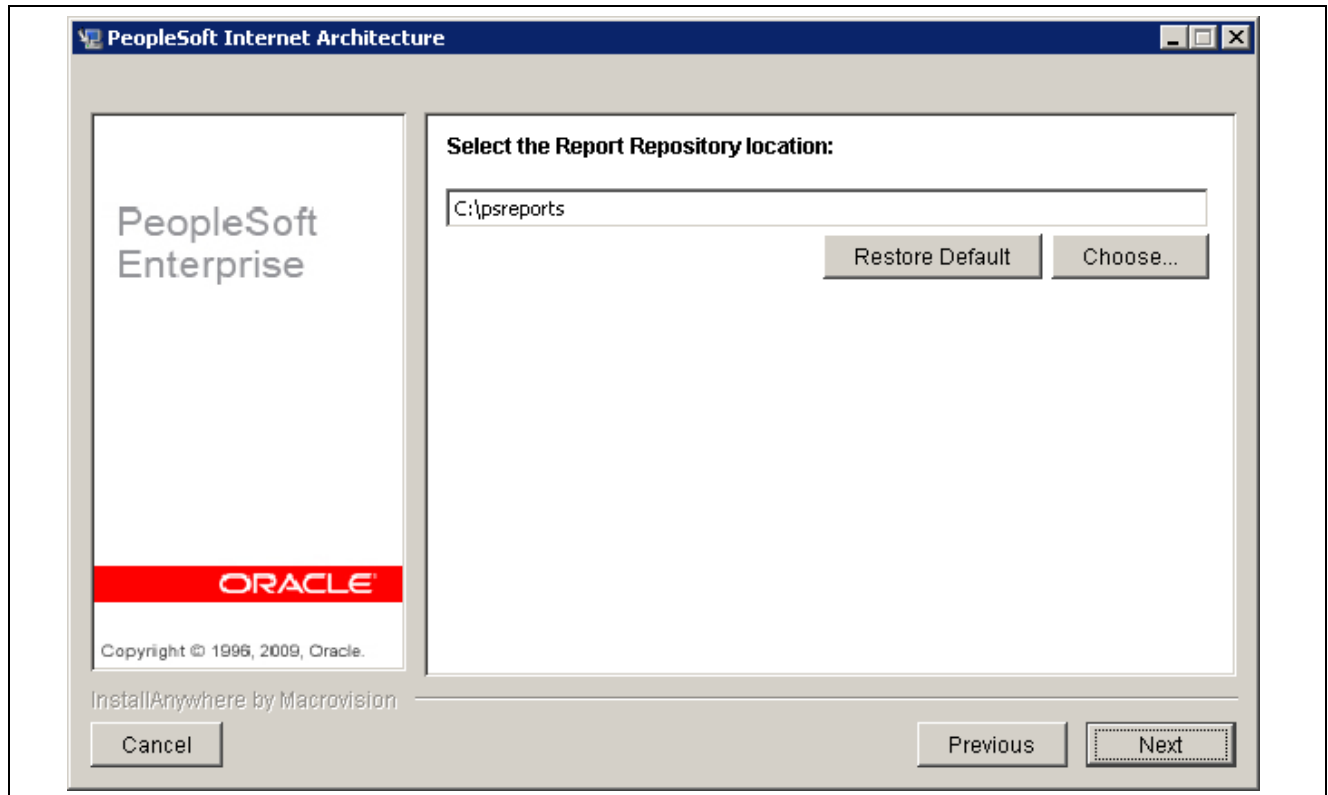 PeopleSoft Internet Architecture
PeopleSoft
Enterprise
ORACLE
Copyright © 1996, 2009, Oracle.
Select the Report Repository location:
C:\psreports
Restore Default
Choose...
InstallAnywhere by Macrovision
Cancel
Previous
Next